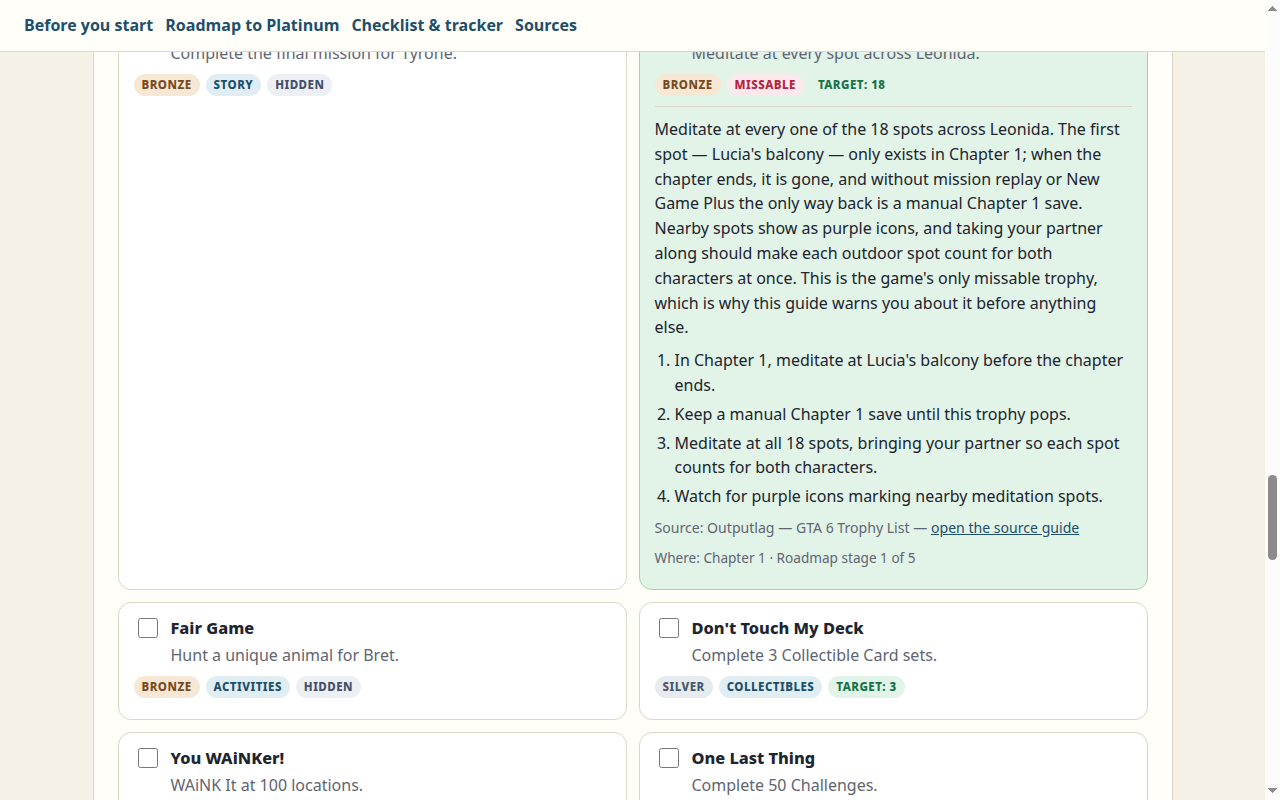 Before you start Roadmap to Platinum Checklist & tracker Sources
Complete the final mission for Tyrone.
BRONZE STORY HIDDEN
Meditate at every spot across Leonida.
BRONZE MISSABLE TARGET: 18
Meditate at every one of the 18 spots across Leonida. The first
spot — Lucia's balcony — only exists in Chapter 1; when the
chapter ends, it is gone, and without mission replay or New
Game Plus the only way back is a manual Chapter 1 save.
Nearby spots show as purple icons, and taking your partner
along should make each outdoor spot count for both
characters at once. This is the game's only missable trophy,
which is why this guide warns you about it before anything
else.
1. In Chapter 1, meditate at Lucia's balcony before the chapter
ends.
2. Keep a manual Chapter 1 save until this trophy pops.
3. Meditate at all 18 spots, bringing your partner so each spot
counts for both characters.
4. Watch for purple icons marking nearby meditation spots.
Source: Outputlag — GTA 6 Trophy List — open the source guide
Where: Chapter 1 · Roadmap stage 1 of 5
Fair Game
Hunt a unique animal for Bret.
BRONZE ACTIVITIES HIDDEN
Don't Touch My Deck
Complete 3 Collectible Card sets.
SILVER COLLECTIBLES TARGET: 3
You WAiNKer!
WAiNK It at 100 locations.
One Last Thing
Complete 50 Challenges.